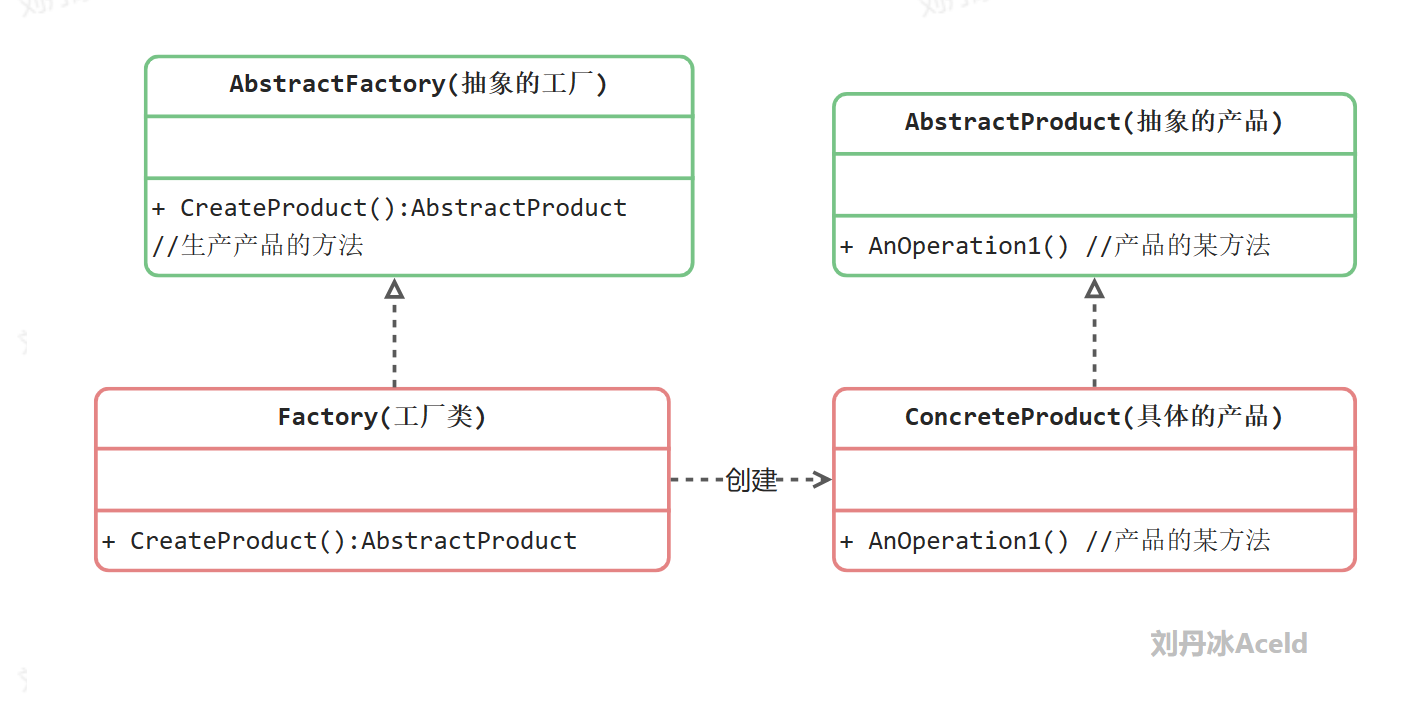 AbstractFactory(抽象的工厂)
+ CreateProduct():AbstractProduct
//生产产品的方法
AbstractProduct(抽象的产品)
+ AnOperation1() //产品的某方法
Factory(工厂类)
+ CreateProduct():AbstractProduct
创建
ConcreteProduct(具体的产品)
+ AnOperation1() //产品的某方法
刘丹冰Aceld